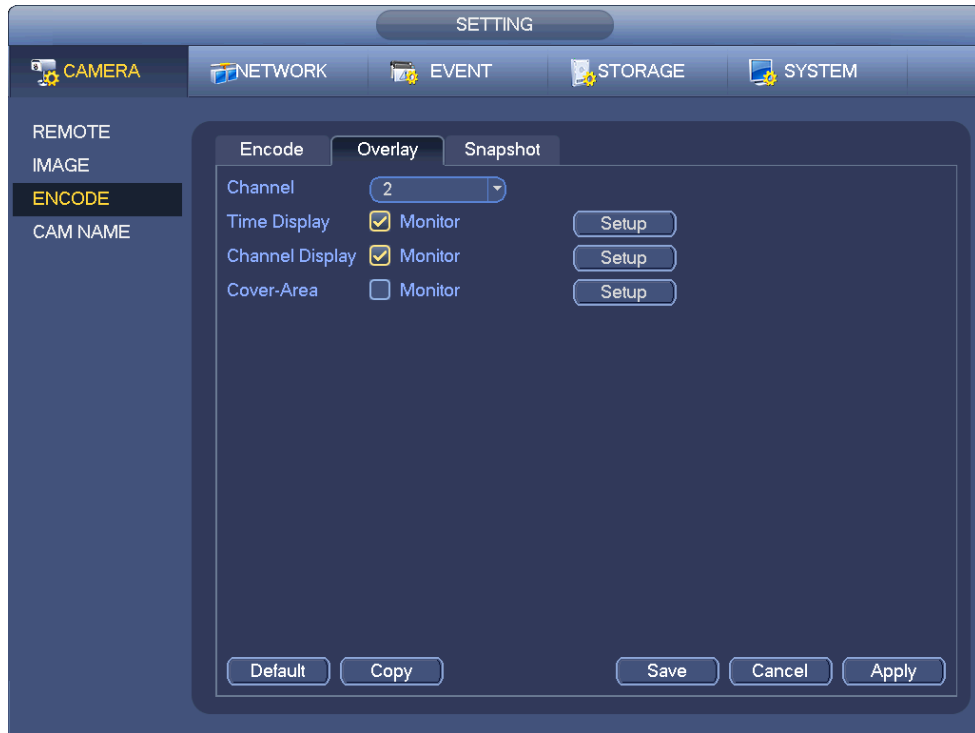 SETTING
CAMERA NETWORK EVENT STORAGE SYSTEM
REMOTE
IMAGE
ENCODE
CAM NAME
Encode Overlay Snapshot
Channel 2
Time Display Monitor Setup
Channel Display Monitor Setup
Cover-Area Monitor Setup
Default Copy Save Cancel Apply